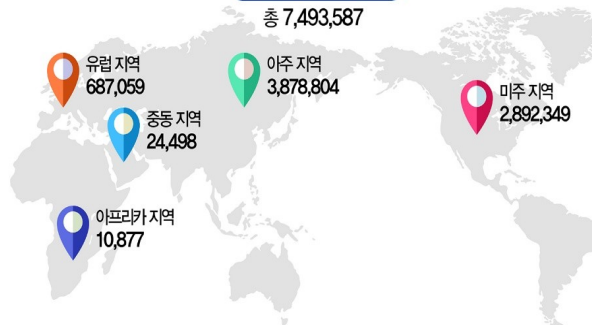 총 7,493,587
유럽 지역
687,059
아주 지역
3,878,804
미주 지역
2,892,349
중동 지역
24,498
아프리카 지역
10,877